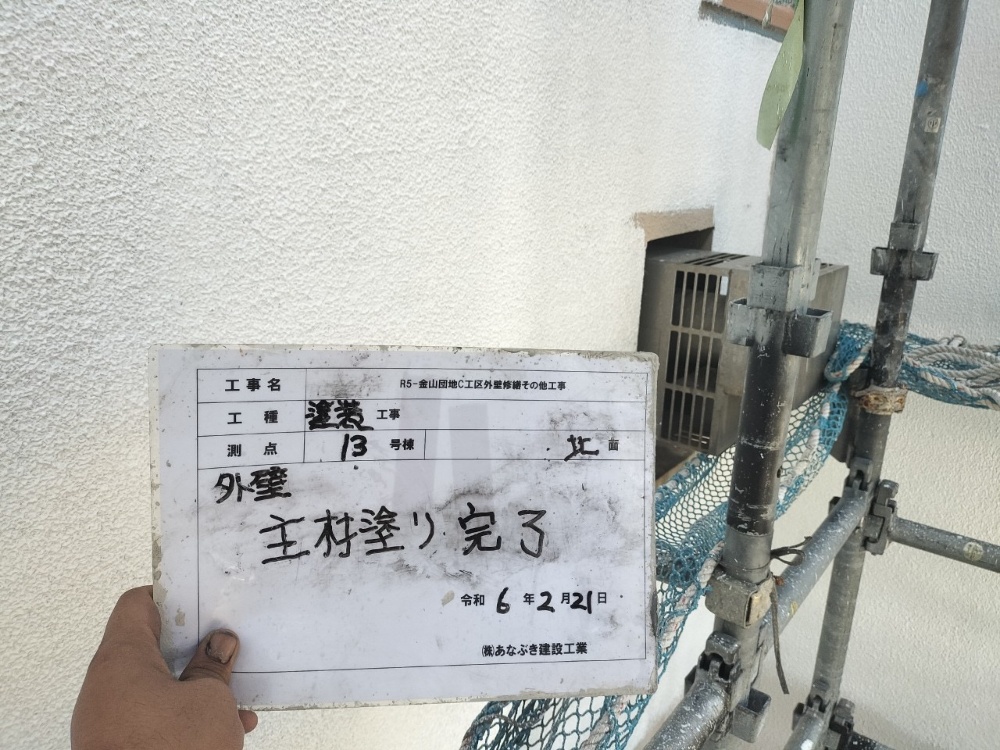 工事名 R5-金山団地C工区外壁修繕その他工事
工種 塗装 工事
測点 13 号棟 北 面
外壁
主材塗り完了
令和 6 年 2 月 21 日
㈱あなぶき建設工業